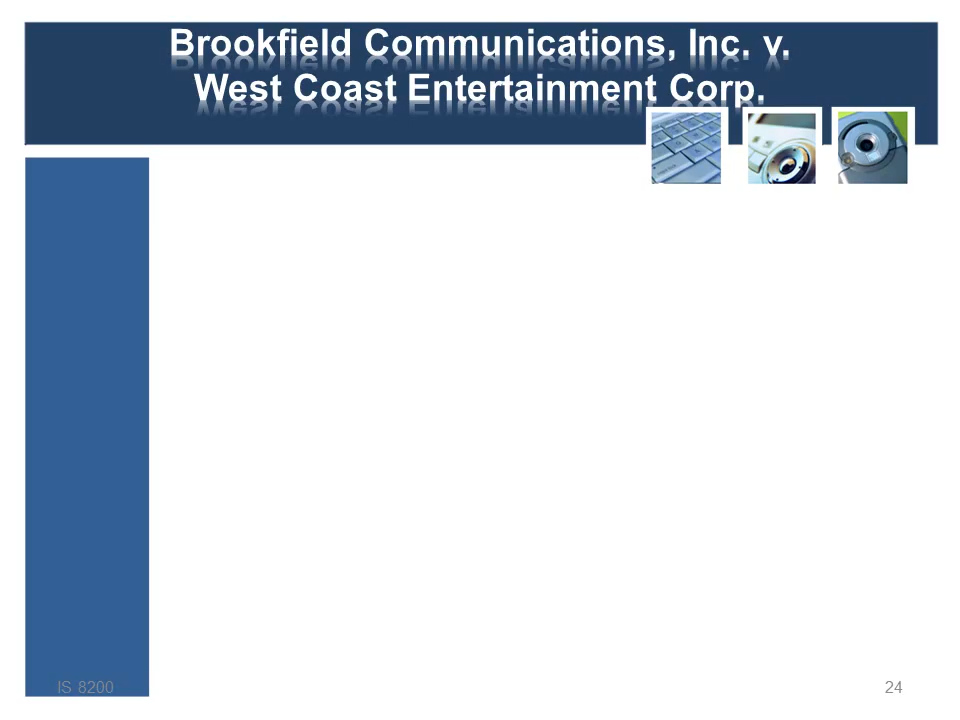 Brookfield Communications, Inc. v.
West Coast Entertainment Corp.
IS 8200
24